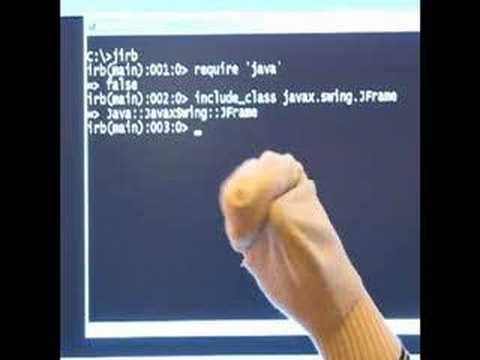 c:\>jirb
irb(main):001:0> require 'java'
=> false
irb(main):002:0> include_class javax.swing.JFrame
=> Java::JavaxSwing::JFrame
irb(main):003:0> _